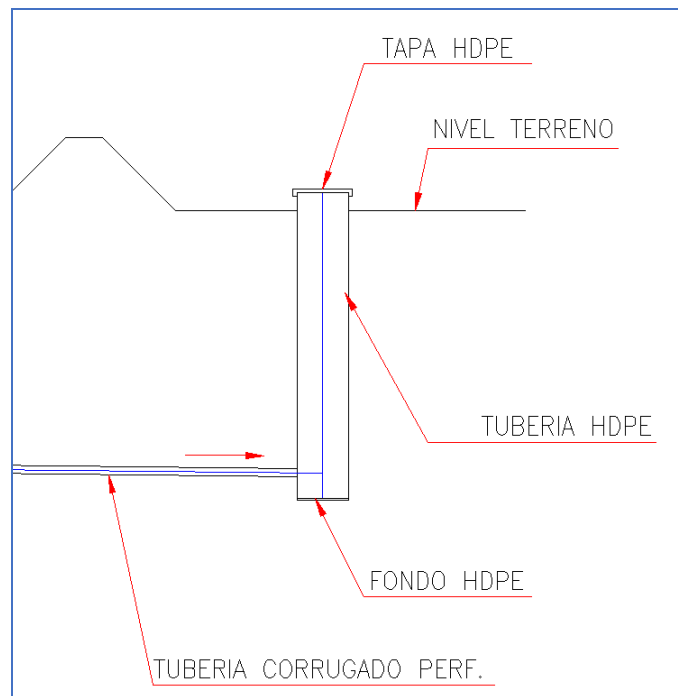 TAPA HDPE
NIVEL TERRENO
TUBERIA HDPE
FONDO HDPE
TUBERIA CORRUGADO PERF.